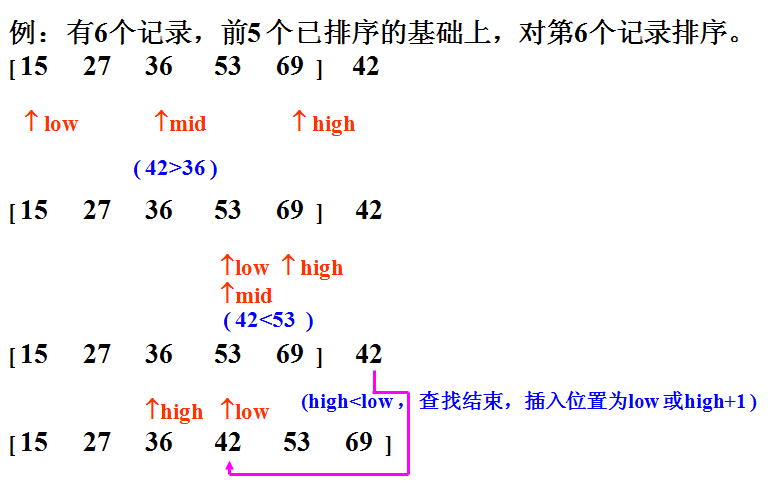 例：有6个记录，前5个已排序的基础上，对第6个记录排序。
[ 15 27 36 53 69 ] 42
↑ low ↑mid ↑ high
( 42>36 )
[ 15 27 36 53 69 ] 42
↑low ↑ high
↑mid
( 42<53 )
[ 15 27 36 53 69 ] 42
↑high ↑low (high<low，查找结束，插入位置为low或high+1 )
[ 15 27 36 42 53 69 ]